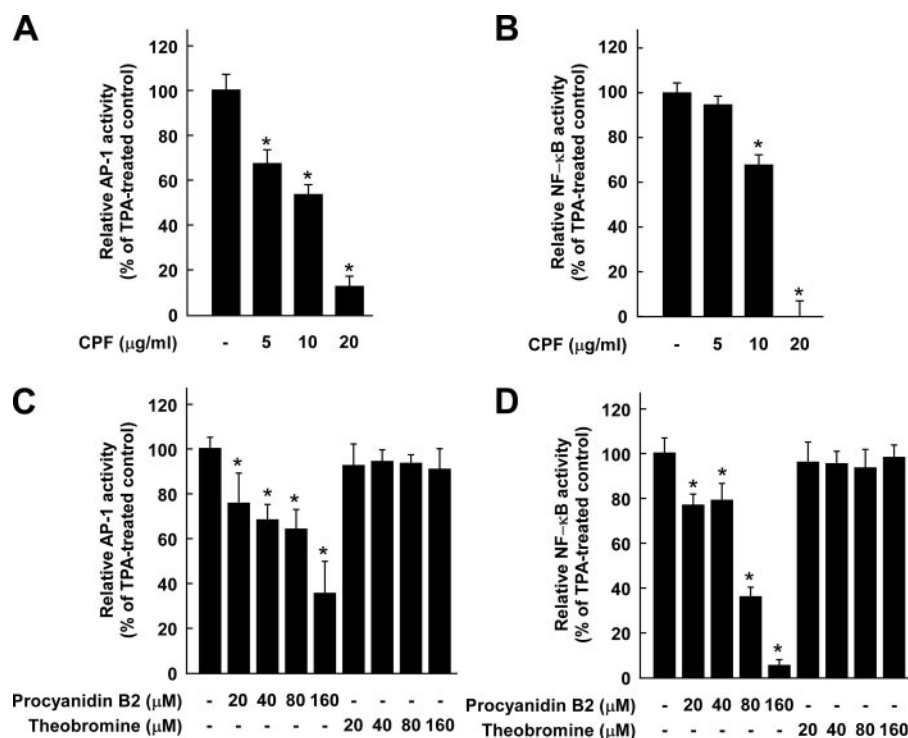 A
Relative AP-1 activity
(% of TPA-treated control)
120
100
80
60
40
20
0
*
*
*
CPF (μg/ml)
- 5 10 20
B
Relative NF-κB activity
(% of TPA-treated control)
120
100
80
60
40
20
0
*
*
CPF (μg/ml)
- 5 10 20
C
Relative AP-1 activity
(% of TPA-treated control)
120
100
80
60
40
20
0
*
*
*
*
Procyanidin B2 (μM) - 20 40 80 160 - - - -
Theobromine (μM) - - - - - 20 40 80 160
D
Relative NF-κB activity
(% of TPA-treated control)
120
100
80
60
40
20
0
*
*
*
*
Procyanidin B2 (μM) - 20 40 80 160 - - - -
Theobromine (μM) - - - - - 20 40 80 160